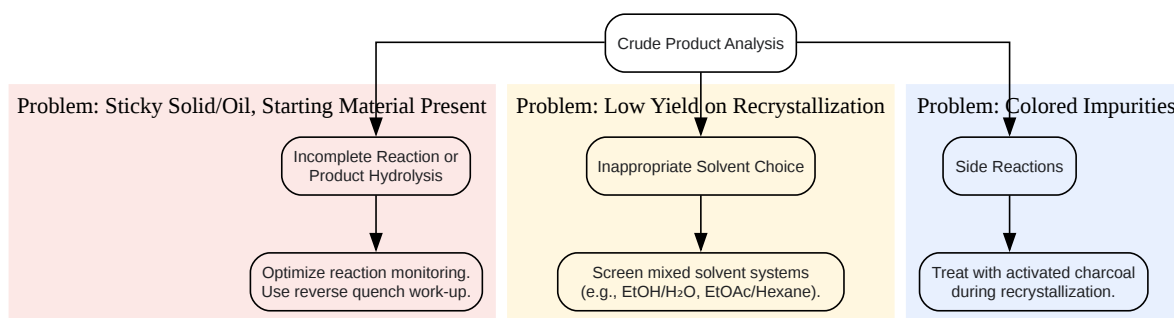 Crude Product Analysis
Problem: Sticky Solid/Oil, Starting Material Present
Problem: Low Yield on Recrystallization
Problem: Colored Impurities
Incomplete Reaction or
Product Hydrolysis
Inappropriate Solvent Choice
Side Reactions
Optimize reaction monitoring.
Use reverse quench work-up.
Screen mixed solvent systems
(e.g., EtOH/H₂O, EtOAc/Hexane).
Treat with activated charcoal
during recrystallization.